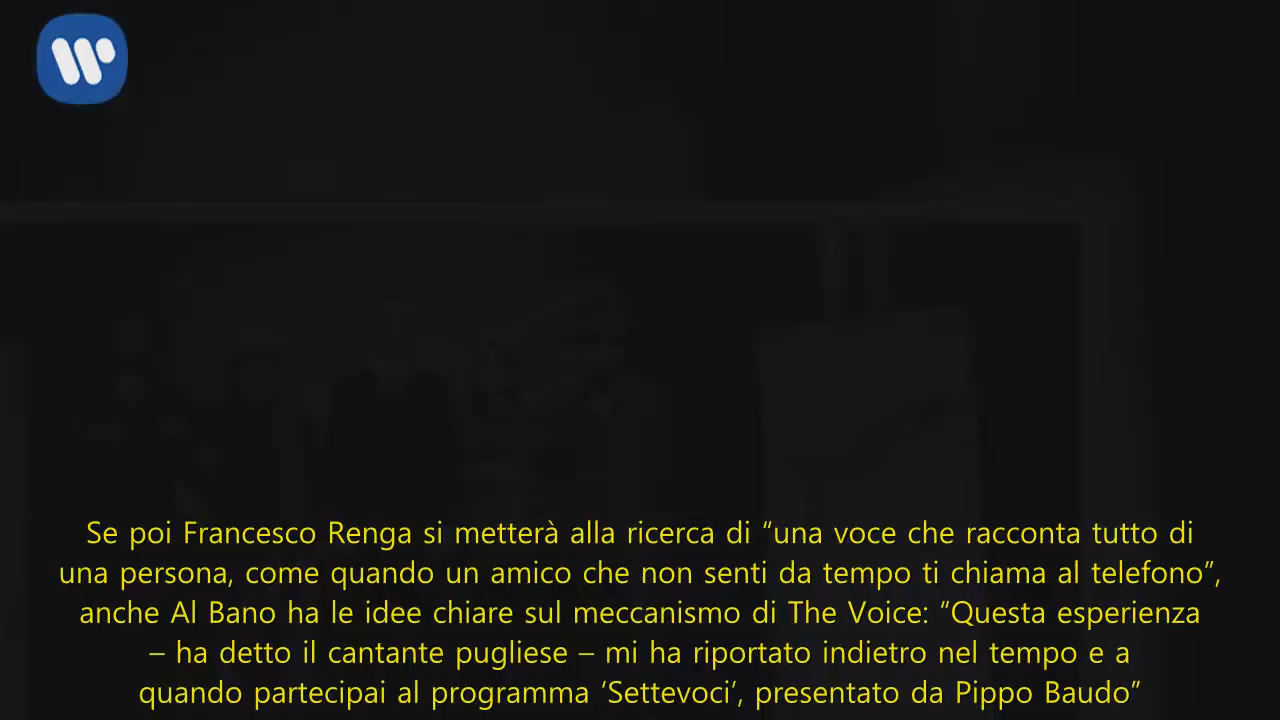 Se poi Francesco Renga si metterà alla ricerca di “una voce che racconta tutto di
una persona, come quando un amico che non senti da tempo ti chiama al telefono”,
anche Al Bano ha le idee chiare sul meccanismo di The Voice: “Questa esperienza
– ha detto il cantante pugliese – mi ha riportato indietro nel tempo e a
quando partecipai al programma ‘Settevoci’, presentato da Pippo Baudo”